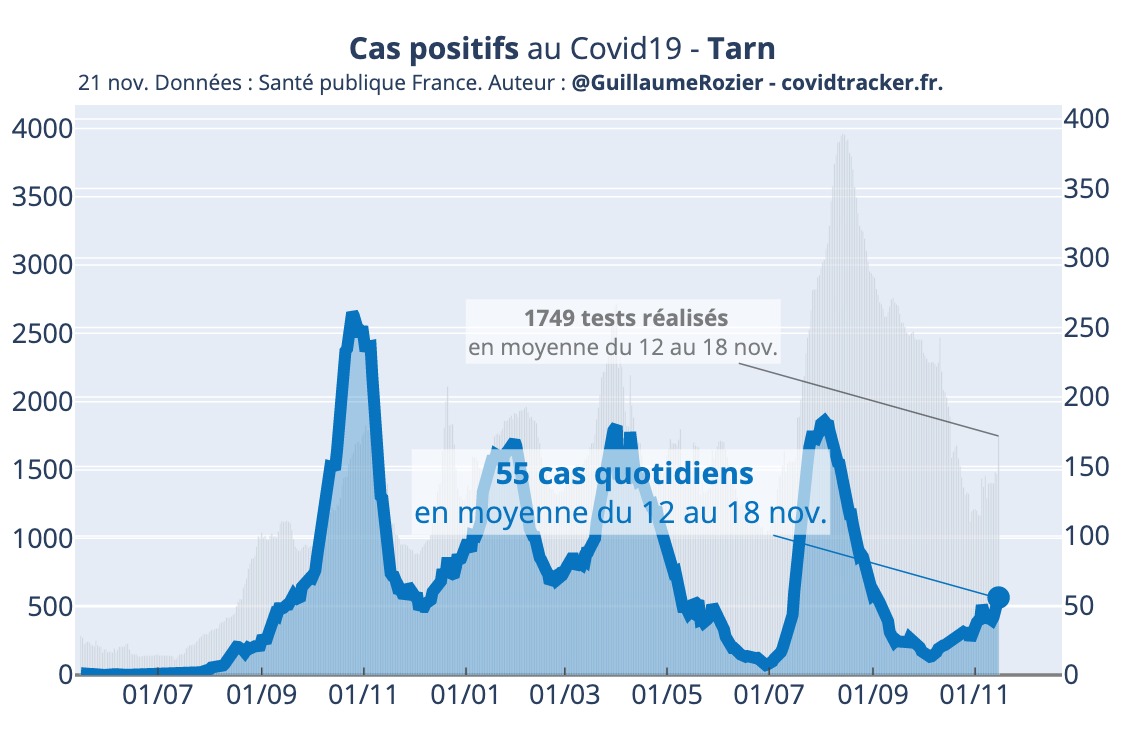 Cas positifs au Covid19 - Tarn
21 nov. Données : Santé publique France. Auteur : @GuillaumeRozier - covidtracker.fr.
4000
3500
3000
2500
2000
1500
1000
500
0
400
350
300
250
200
150
100
50
0
1749 tests réalisés
en moyenne du 12 au 18 nov.
55 cas quotidiens
en moyenne du 12 au 18 nov.
01/07 01/09 01/11 01/01 01/03 01/05 01/07 01/09 01/11